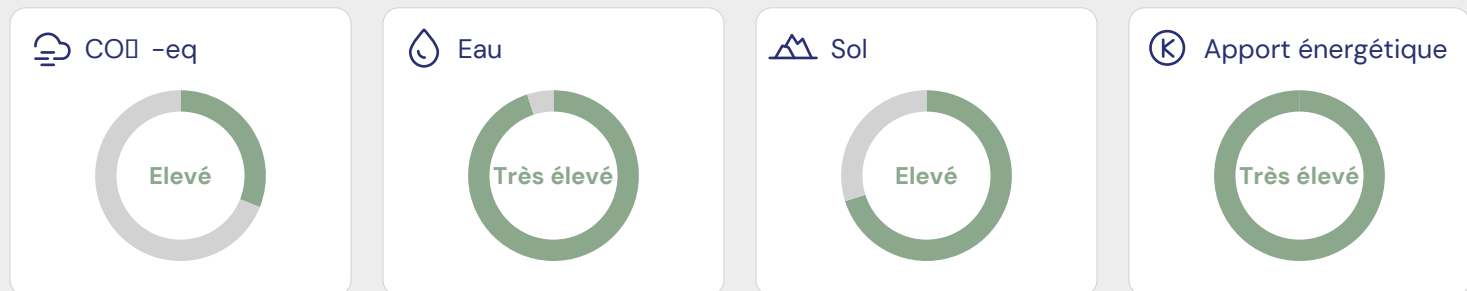 CO▯ -eq
Elevé
Eau
Très élevé
Sol
Elevé
Apport énergétique
Très élevé